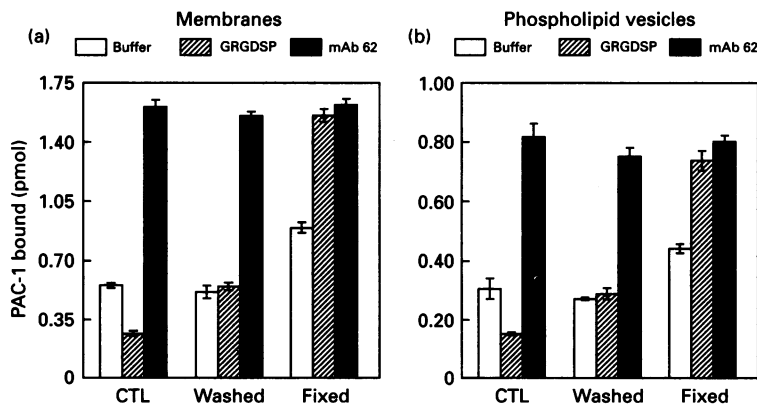 Membranes
(a)
Buffer GRGDSP mAb 62
PAC-1 bound (pmol)
1.75
1.40
1.05
0.70
0.35
0
CTL Washed Fixed
Phospholipid vesicles
(b)
Buffer GRGDSP mAb 62
1.00
0.80
0.60
0.40
0.20
0
CTL Washed Fixed